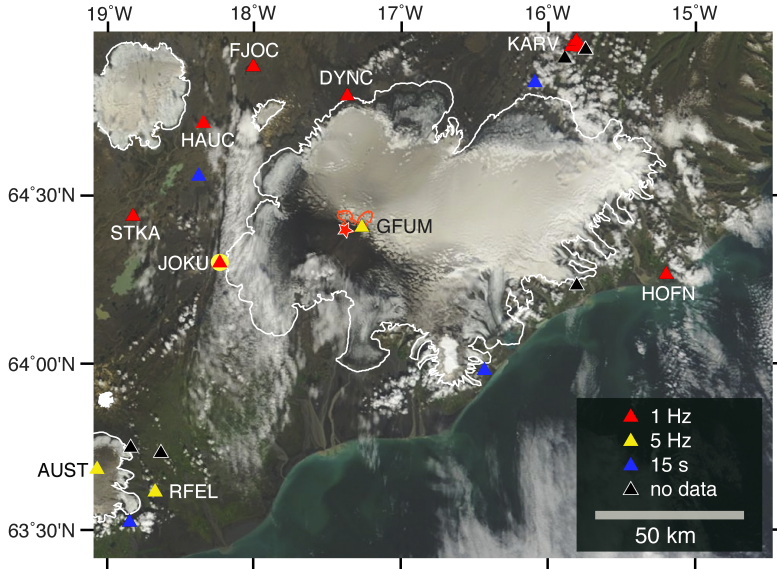 19°W 18°W 17°W 16°W 15°W
FJOC
KARV
DYNC
HAUC
64°30'N
STKA
GFUM
JOKU
HOFN
64°00'N
1 Hz
5 Hz
15 s
no data
50 km
AUST
RFEL
63°30'N